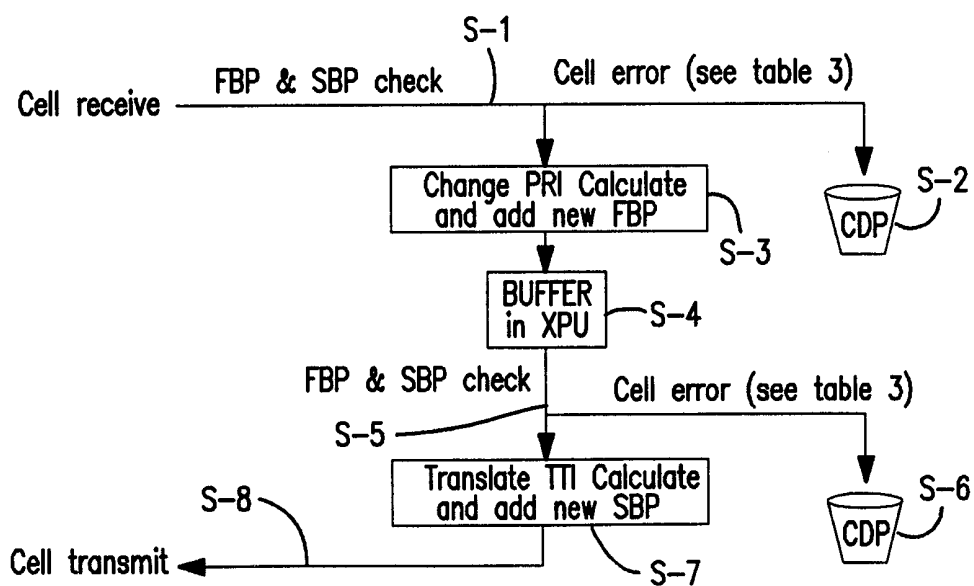 S-1
FBP & SBP check
Cell error (see table 3)
Cell receive
Change PRI Calculate
and add new FBP
S-2
CDP
S-3
BUFFER
in XPU
S-4
FBP & SBP check
Cell error (see table 3)
S-5
Translate TTI Calculate
and add new SBP
S-6
CDP
S-8
S-7
Cell transmit